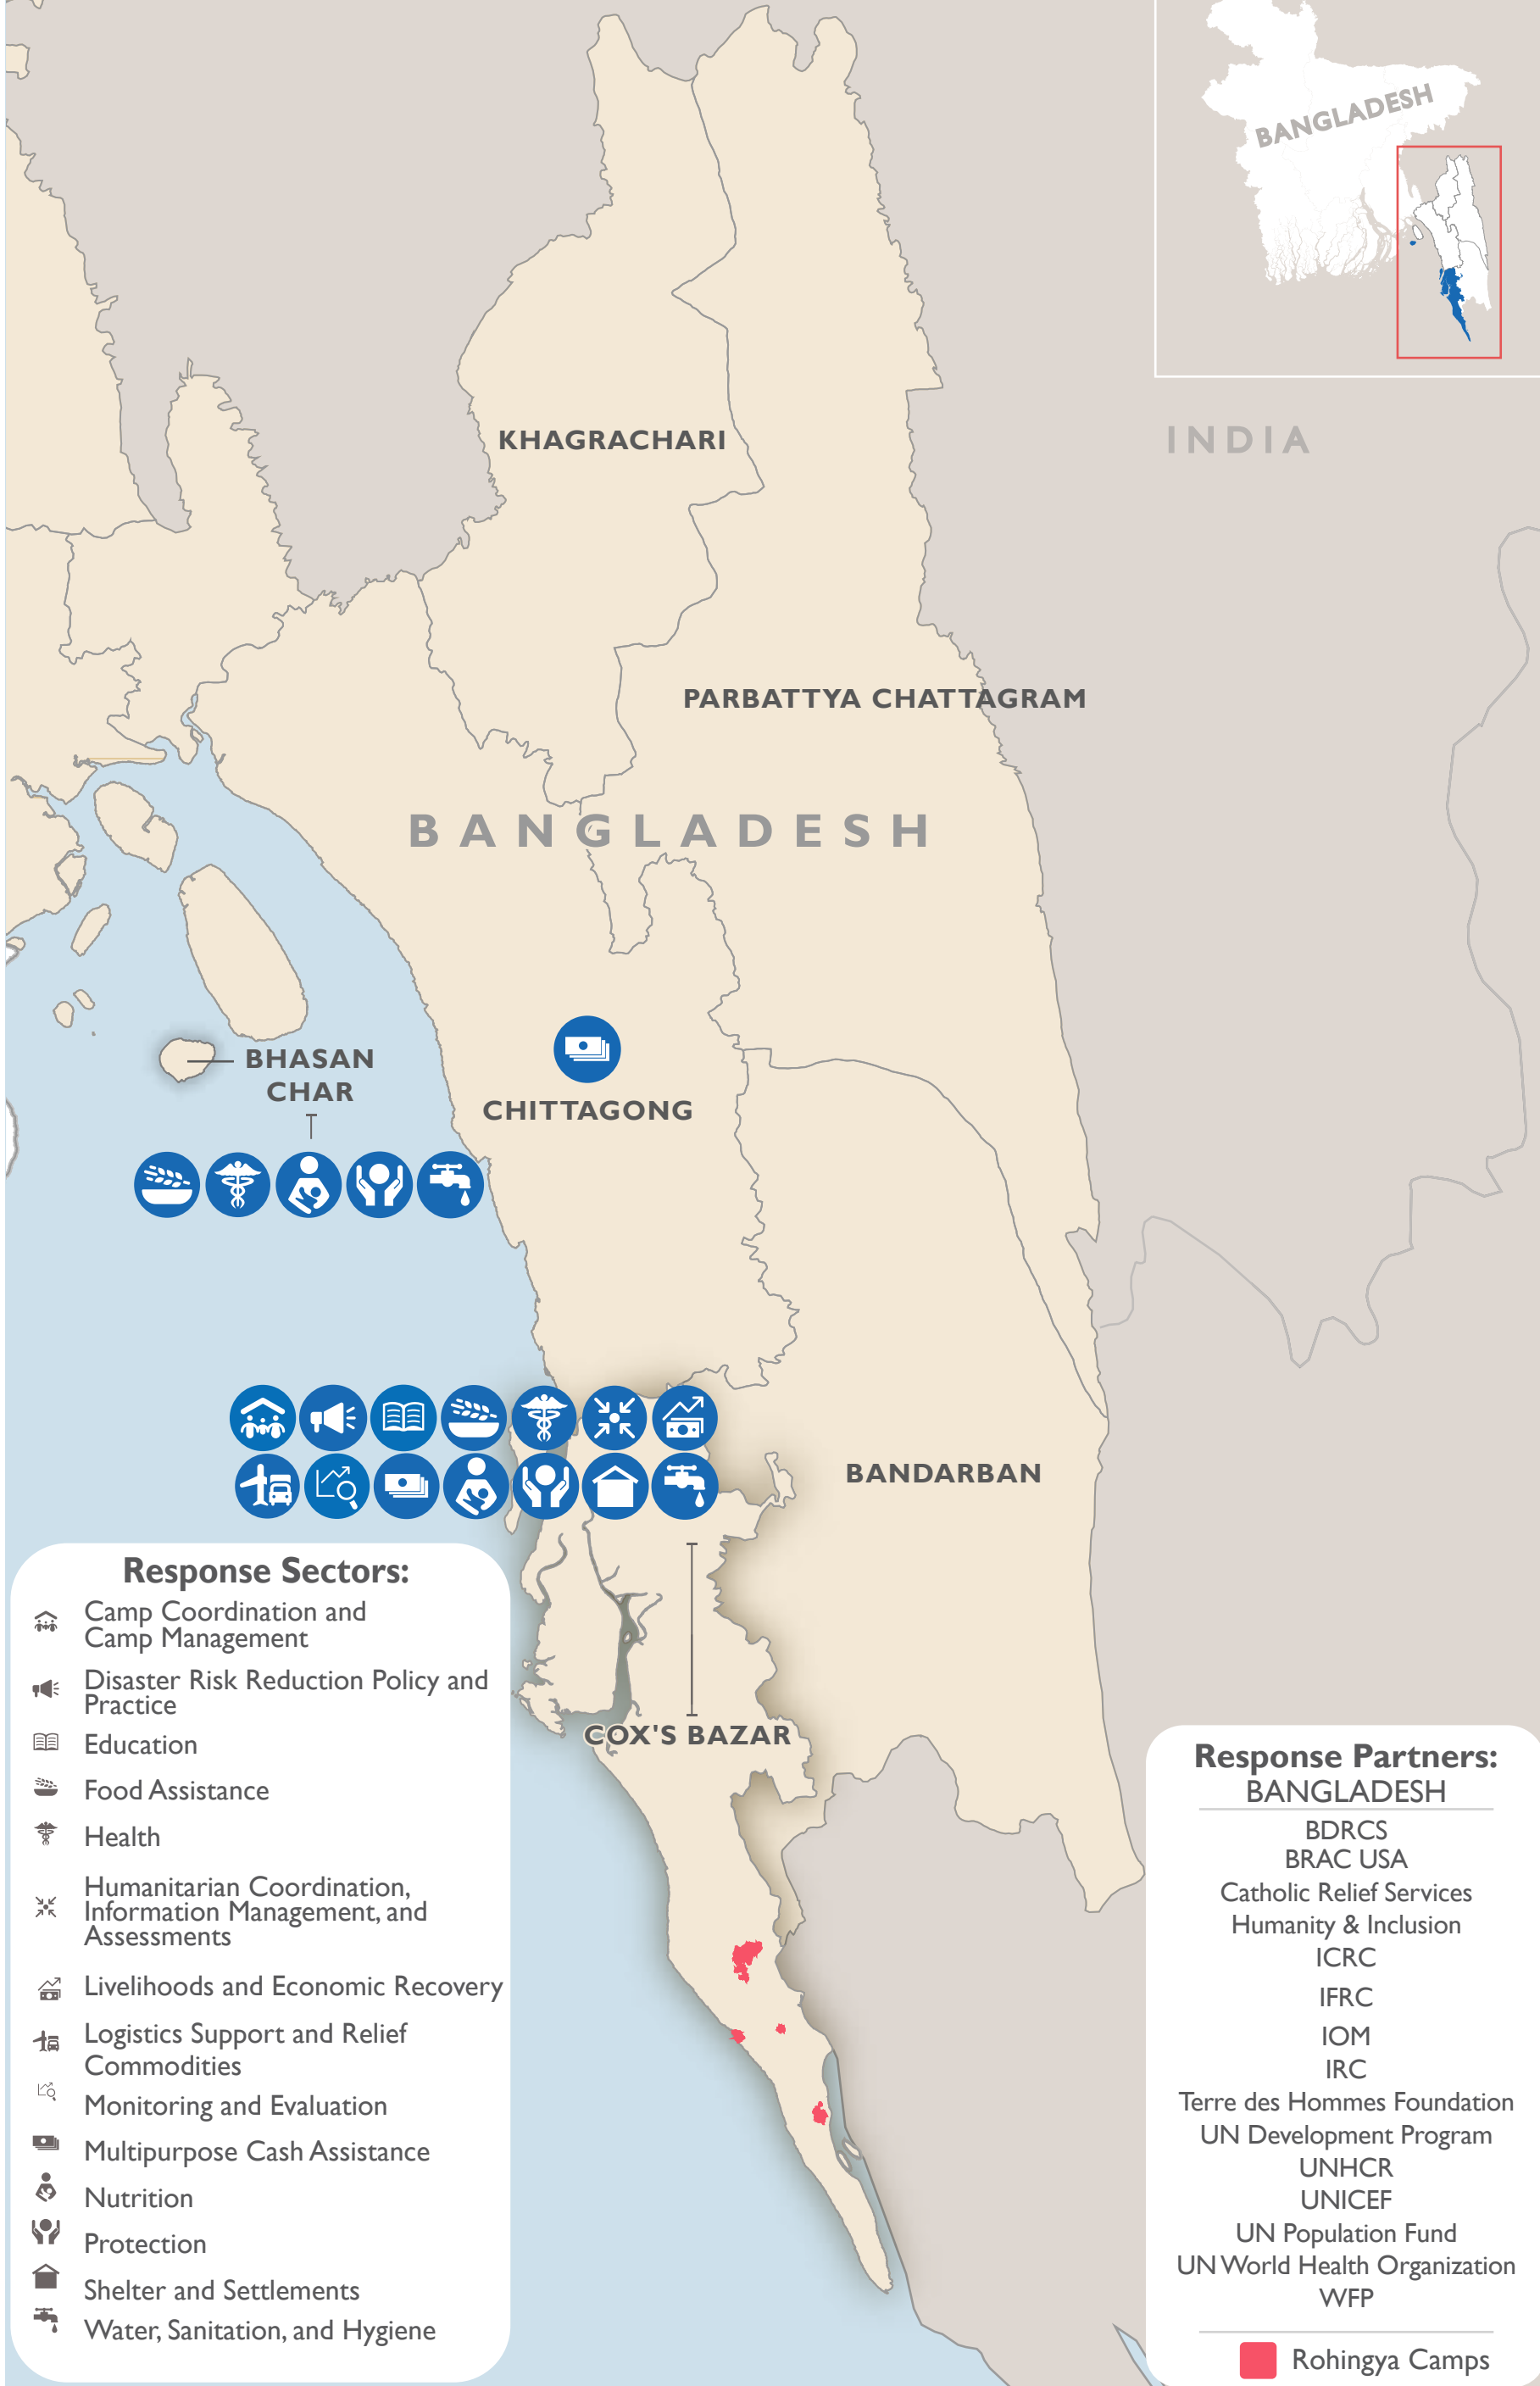 BANGLADESH
INDIA
KHAGRACHARI
PARBATTYA CHATTAGRAM
BANGLADESH
BHASAN
CHAR
CHITTAGONG
BANDARBAN
COX'S BAZAR
Response Sectors:
Camp Coordination and
Camp Management
Disaster Risk Reduction Policy and
Practice
Education
Food Assistance
Health
Humanitarian Coordination,
Information Management, and
Assessments
Livelihoods and Economic Recovery
Logistics Support and Relief
Commodities
Monitoring and Evaluation
Multipurpose Cash Assistance
Nutrition
Protection
Shelter and Settlements
Water, Sanitation, and Hygiene
Response Partners:
BANGLADESH
BDRCS
BRAC USA
Catholic Relief Services
Humanity & Inclusion
ICRC
IFRC
IOM
IRC
Terre des Hommes Foundation
UN Development Program
UNHCR
UNICEF
UN Population Fund
UN World Health Organization
WFP
Rohingya Camps